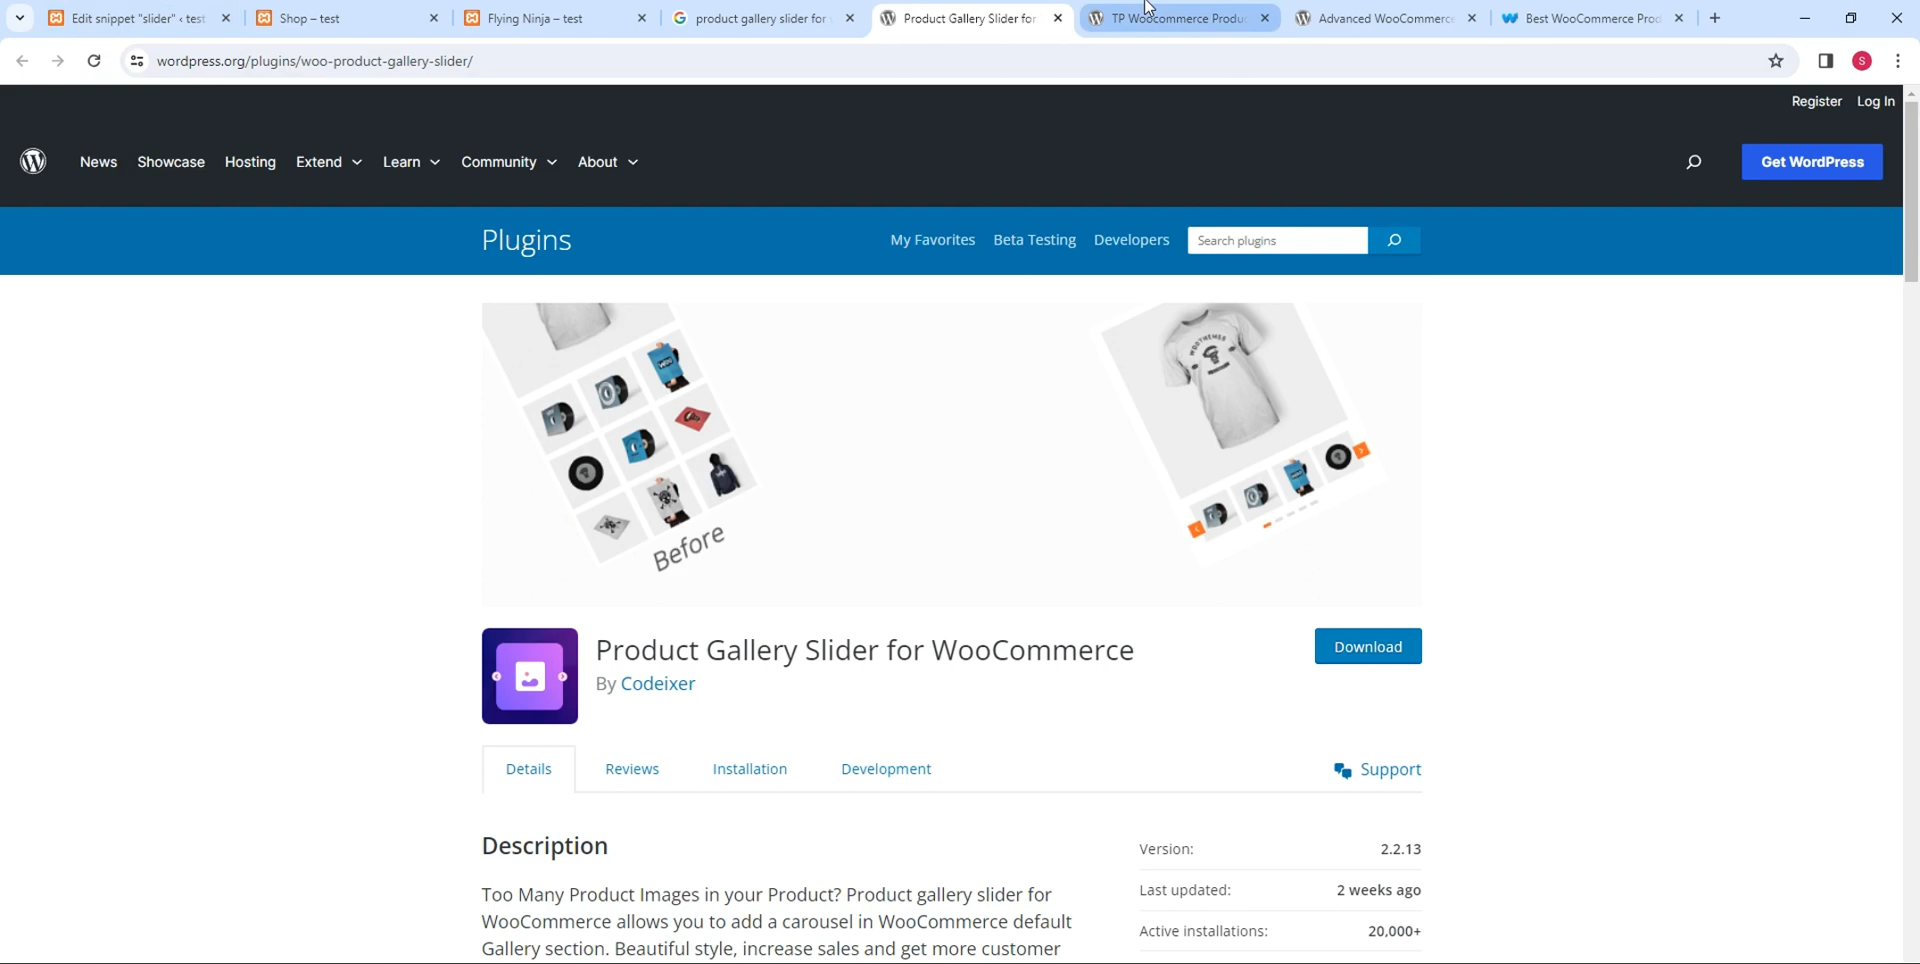 Edit snippet "slider" ‹ test
Shop – test
Flying Ninja – test
product gallery slider for
Product Gallery Slider for
TP Woocommerce Produc
Advanced WooCommerc
Best WooCommerce Prod
wordpress.org/plugins/woo-product-gallery-slider/
S
Register Log In
News Showcase Hosting Extend Learn Community About
Get WordPress
Plugins
My Favorites Beta Testing Developers
Search plugins
Before
Product Gallery Slider for WooCommerce
By Codeixer
Download
Details Reviews Installation Development
Support
Description
Too Many Product Images in your Product? Product gallery slider for
WooCommerce allows you to add a carousel in WooCommerce default
Gallery section. Beautiful style, increase sales and get more customer
Version: 2.2.13
Last updated: 2 weeks ago
Active installations: 20,000+